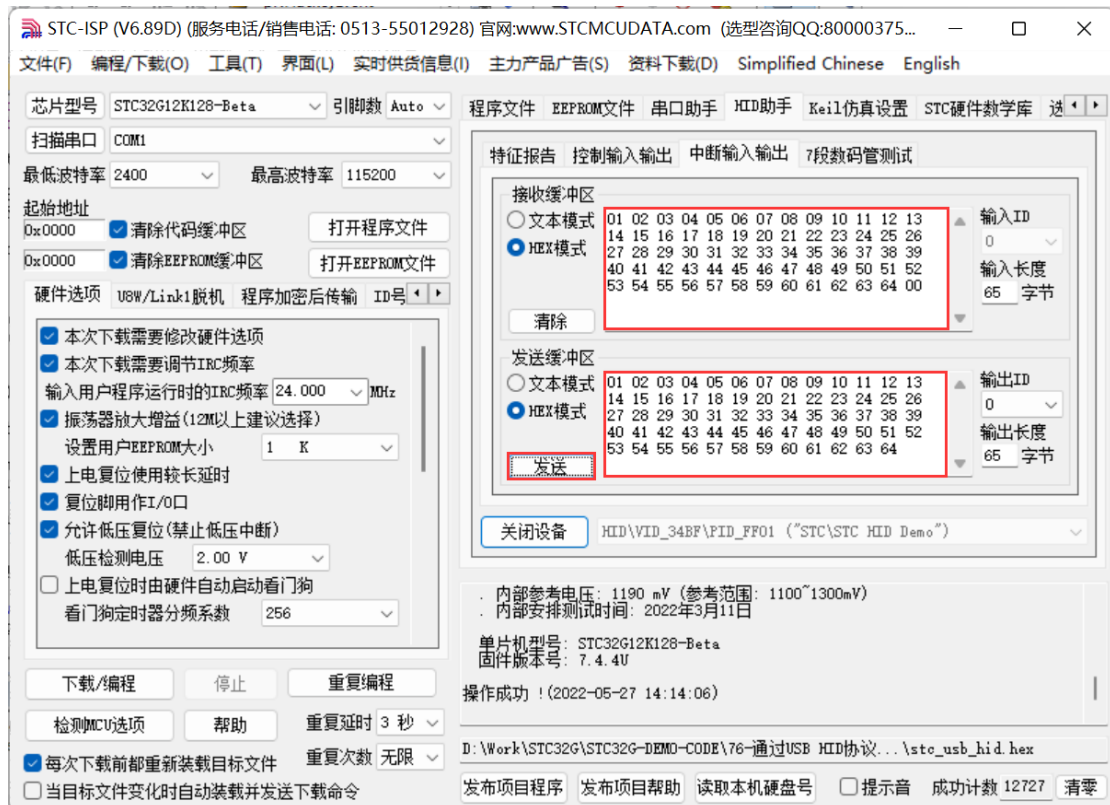 STC-ISP (V6.89D) (服务电话/销售电话: 0513-55012928) 官网:www.STCMCUDATA.com (选型咨询QQ:80000375...
文件(F) 编程/下载(O) 工具(T) 界面(L) 实时供货信息(I) 主力产品广告(S) 资料下载(D) Simplified Chinese English
芯片型号 STC32G12K128-Beta 引脚数 Auto
扫描串口 COM1
最低波特率 2400 最高波特率 115200
起始地址
0x0000 清除代码缓冲区 打开程序文件
0x0000 清除EEPROM缓冲区 打开EEPROM文件
硬件选项 U8W/Link1脱机 程序加密后传输 ID号
本次下载需要修改硬件选项
本次下载需要调节IRC频率
输入用户程序运行时的IRC频率 24.000 MHz
振荡器放大增益(12M以上建议选择)
设置用户EEPROM大小 1 K
上电复位使用较长延时
复位脚用作I/O口
允许低压复位(禁止低压中断)
低压检测电压 2.00 V
上电复位时由硬件自动启动看门狗
看门狗定时器分频系数 256
下载/编程 停止 重复编程
检测MCU选项 帮助 重复延时 3 秒
重复次数 无限
每次下载前都重新装载目标文件
当目标文件变化时自动装载并发送下载命令
程序文件 EEPROM文件 串口助手 HID助手 Keil仿真设置 STC硬件数学库 选
特征报告 控制输入输出 中断输入输出 7段数码管测试
接收缓冲区
文本模式
HEX模式
清除
01 02 03 04 05 06 07 08 09 10 11 12 13
14 15 16 17 18 19 20 21 22 23 24 25 26
27 28 29 30 31 32 33 34 35 36 37 38 39
40 41 42 43 44 45 46 47 48 49 50 51 52
53 54 55 56 57 58 59 60 61 62 63 64 00
输入ID
0
输入长度
65 字节
发送缓冲区
文本模式
HEX模式
发送
01 02 03 04 05 06 07 08 09 10 11 12 13
14 15 16 17 18 19 20 21 22 23 24 25 26
27 28 29 30 31 32 33 34 35 36 37 38 39
40 41 42 43 44 45 46 47 48 49 50 51 52
53 54 55 56 57 58 59 60 61 62 63 64
输出ID
0
输出长度
65 字节
关闭设备 HID\VID_34BF\PID_FF01 ("STC\STC HID Demo")
. 内部参考电压: 1190 mV (参考范围: 1100~1300mV)
. 内部安排测试时间: 2022年3月11日
单片机型号: STC32G12K128-Beta
固件版本号: 7.4.4U
操作成功 !(2022-05-27 14:14:06)
D:\Work\STC32G\STC32G-DEMO-CODE\76-通过USB HID协议...\stc_usb_hid.hex
发布项目程序 发布项目帮助 读取本机硬盘号 提示音 成功计数 12727 清零